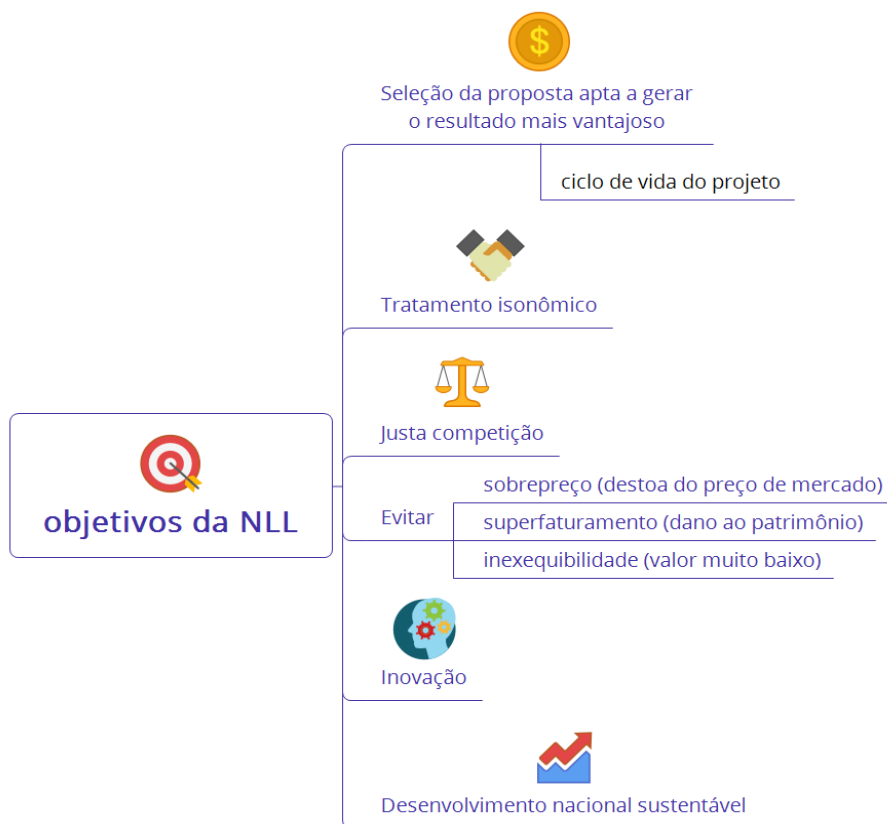 $
Seleção da proposta apta a gerar
o resultado mais vantajoso
ciclo de vida do projeto
Tratamento isonômico
Justa competição
objetivos da NLL
Evitar
sobrepreço (destoa do preço de mercado)
superfaturamento (dano ao patrimônio)
inexequibilidade (valor muito baixo)
Inovação
Desenvolvimento nacional sustentável